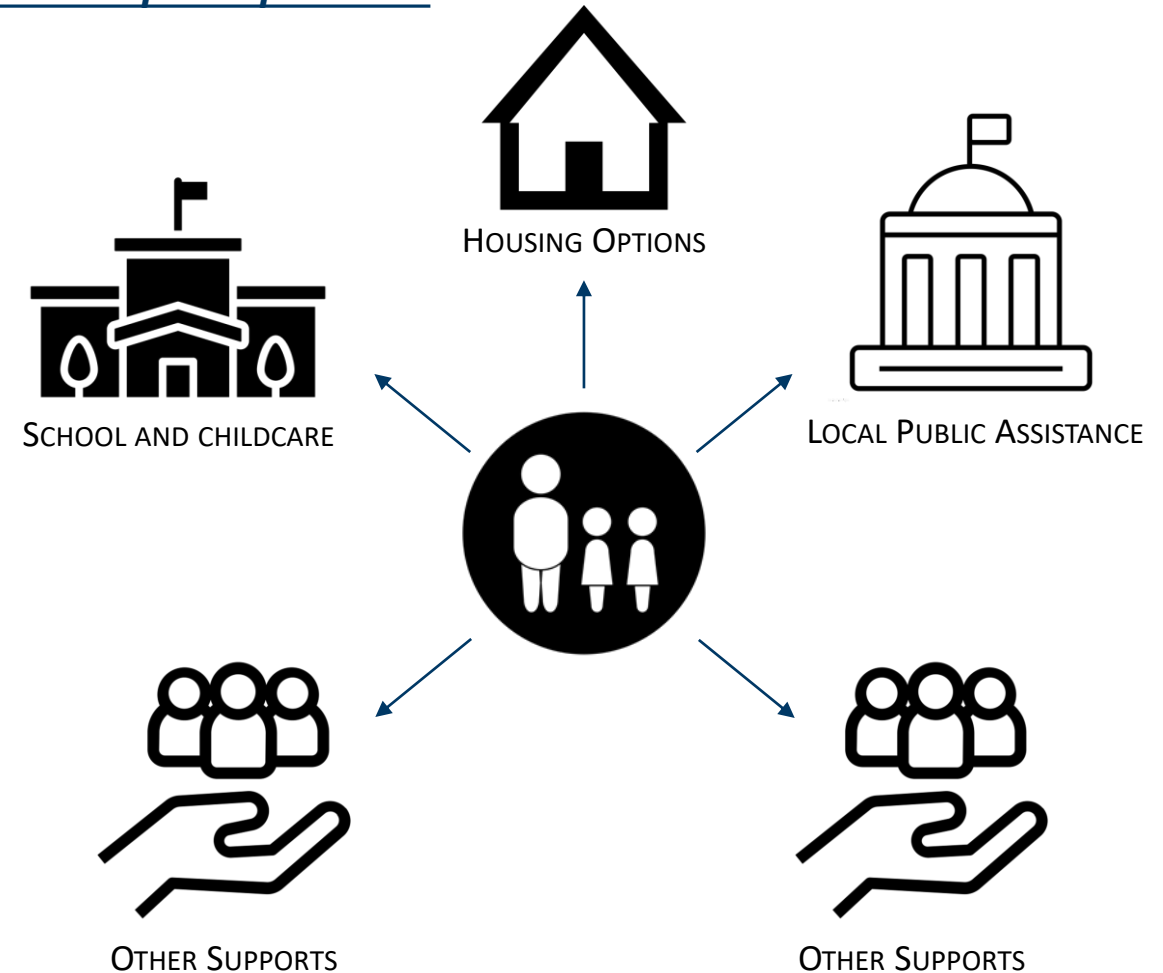 Housing Options
School and childcare
Local Public Assistance
Other Supports
Other Supports